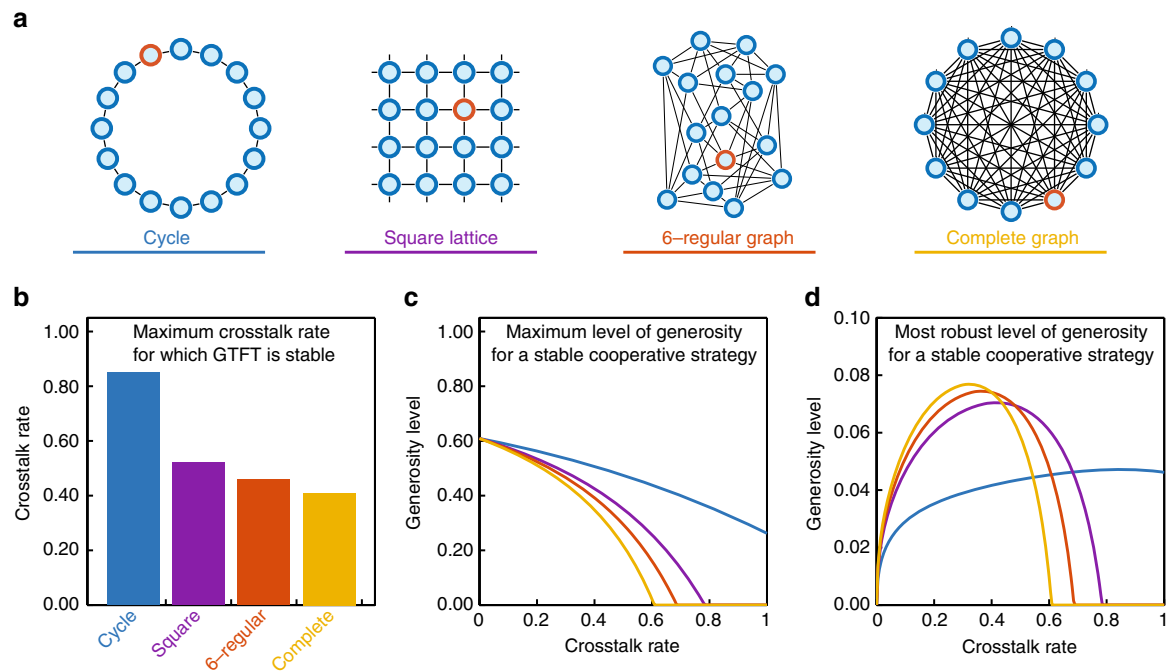 a
Cycle
Square lattice
6–regular graph
Complete graph
b
Maximum crosstalk rate
for which GTFT is stable
Crosstalk rate
1.00
0.80
0.60
0.40
0.20
0.00
Cycle
Square
6–regular
Complete
c
Maximum level of generosity
for a stable cooperative strategy
Generosity level
1.00
0.80
0.60
0.40
0.20
0.00
0
0.2
0.4
0.6
0.8
1
Crosstalk rate
d
Most robust level of generosity
for a stable cooperative strategy
Generosity level
0.10
0.08
0.06
0.04
0.02
0.00
0
0.2
0.4
0.6
0.8
1
Crosstalk rate